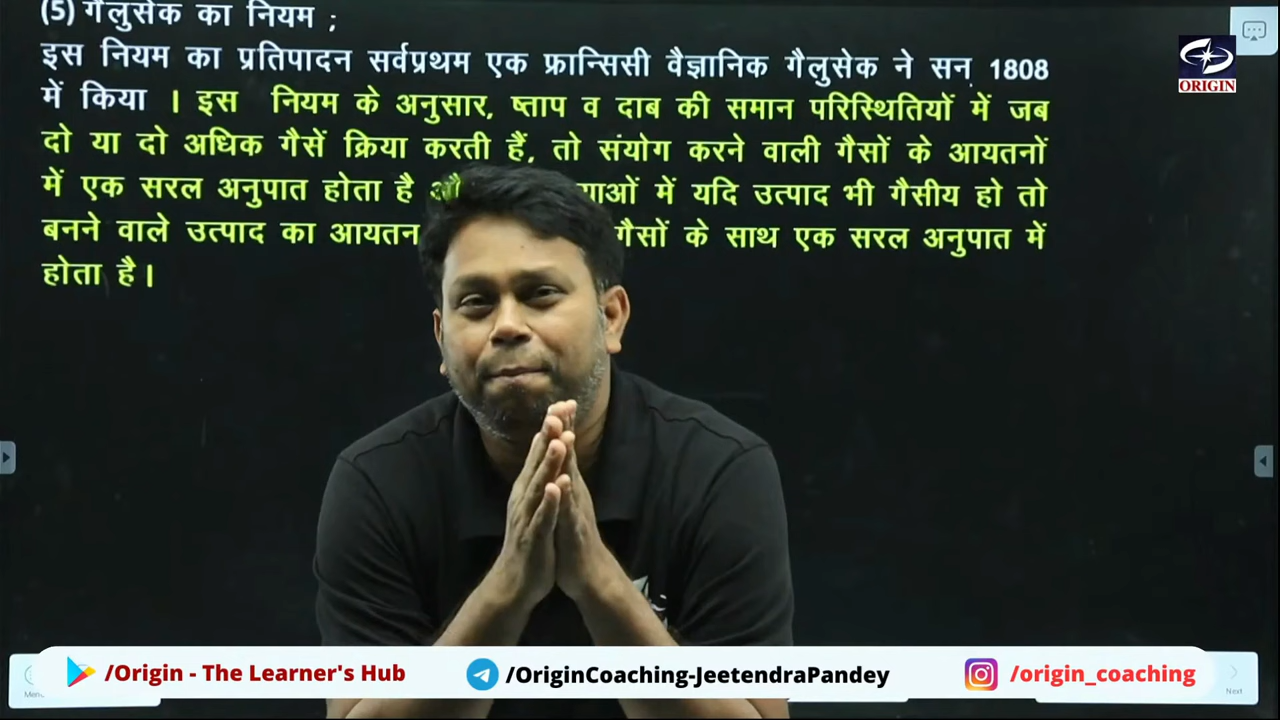 (5) गैलुसेक का नियम ;
इस नियम का प्रतिपादन सर्वप्रथम एक फ्रान्सिसी वैज्ञानिक गैलुसेक ने सन् 1808
में किया । इस नियम के अनुसार, ष्ताप व दाब की समान परिस्थितियों में जब
दो या दो अधिक गैसें क्रिया करती हैं, तो संयोग करने वाली गैसों के आयतनों
में एक सरल अनुपात होता है में यदि उत्पाद भी गैसीय हो तो
बनने वाले उत्पाद का आयतन गैसों के साथ एक सरल अनुपात में
होता है।
ORIGIN
/Origin - The Learner's Hub
/OriginCoaching-JeetendraPandey
/origin_coaching
Next